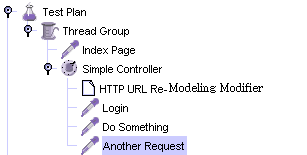 Test Plan
Thread Group
Index Page
Simple Controller
HTTP URL Re-Modeling Modifier
Login
Do Something
Another Request